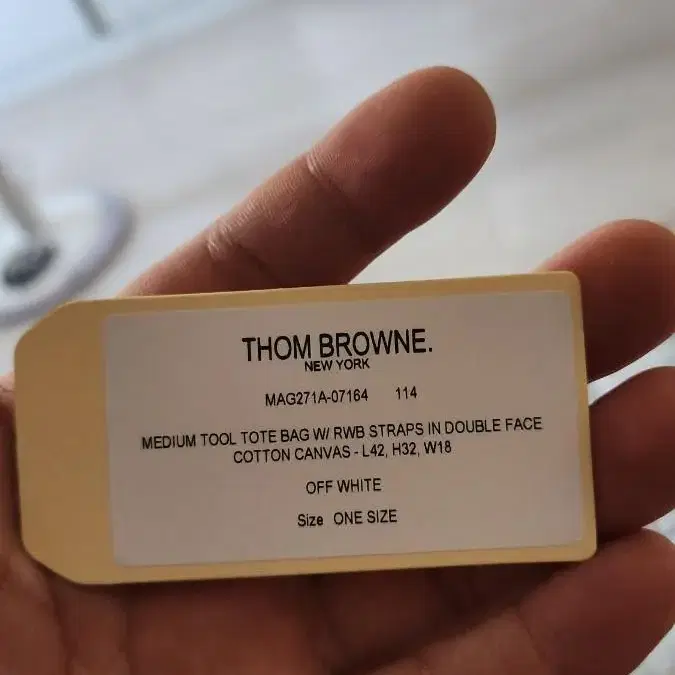 THOM BROWNE.
NEW YORK
MAG271A-07164 114
MEDIUM TOOL TOTE BAG W/ RWB STRAPS IN DOUBLE FACE
COTTON CANVAS - L42, H32, W18
OFF WHITE
Size ONE SIZE